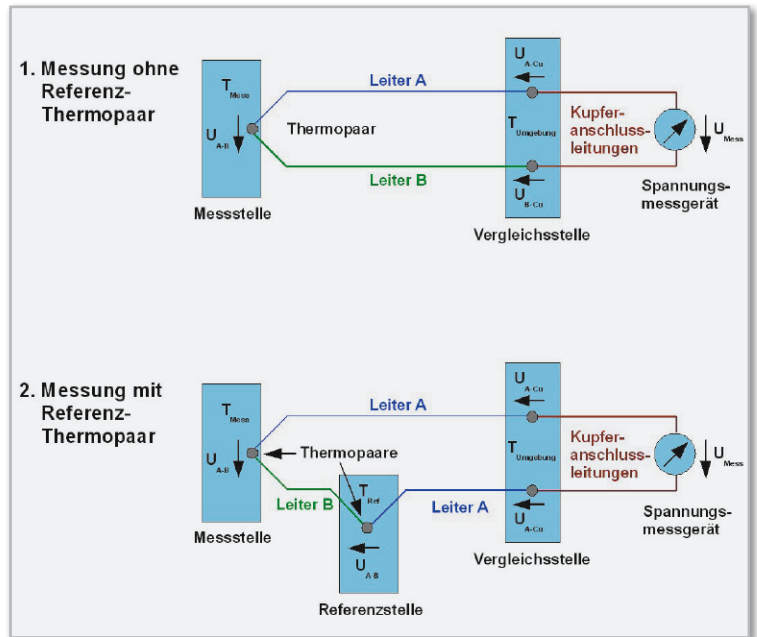 1. Messung ohne
Referenz-
Thermopaar
T Mess
U A-B
Messstelle
Leiter A
Thermopaar
Leiter B
U A-Cu
T Umgebung
U B-Cu
Vergleichsstelle
Kupfer-
anschluss-
leitungen
U Mess
Spannungs-
messgerät
2. Messung mit
Referenz-
Thermopaar
T Mess
U A-B
Messstelle
Leiter A
Thermopaare
Leiter B
T Ref
U A-B
Referenzstelle
Leiter A
U A-Cu
T Umgebung
U A-Cu
Vergleichsstelle
Kupfer-
anschluss-
leitungen
U Mess
Spannungs-
messgerät